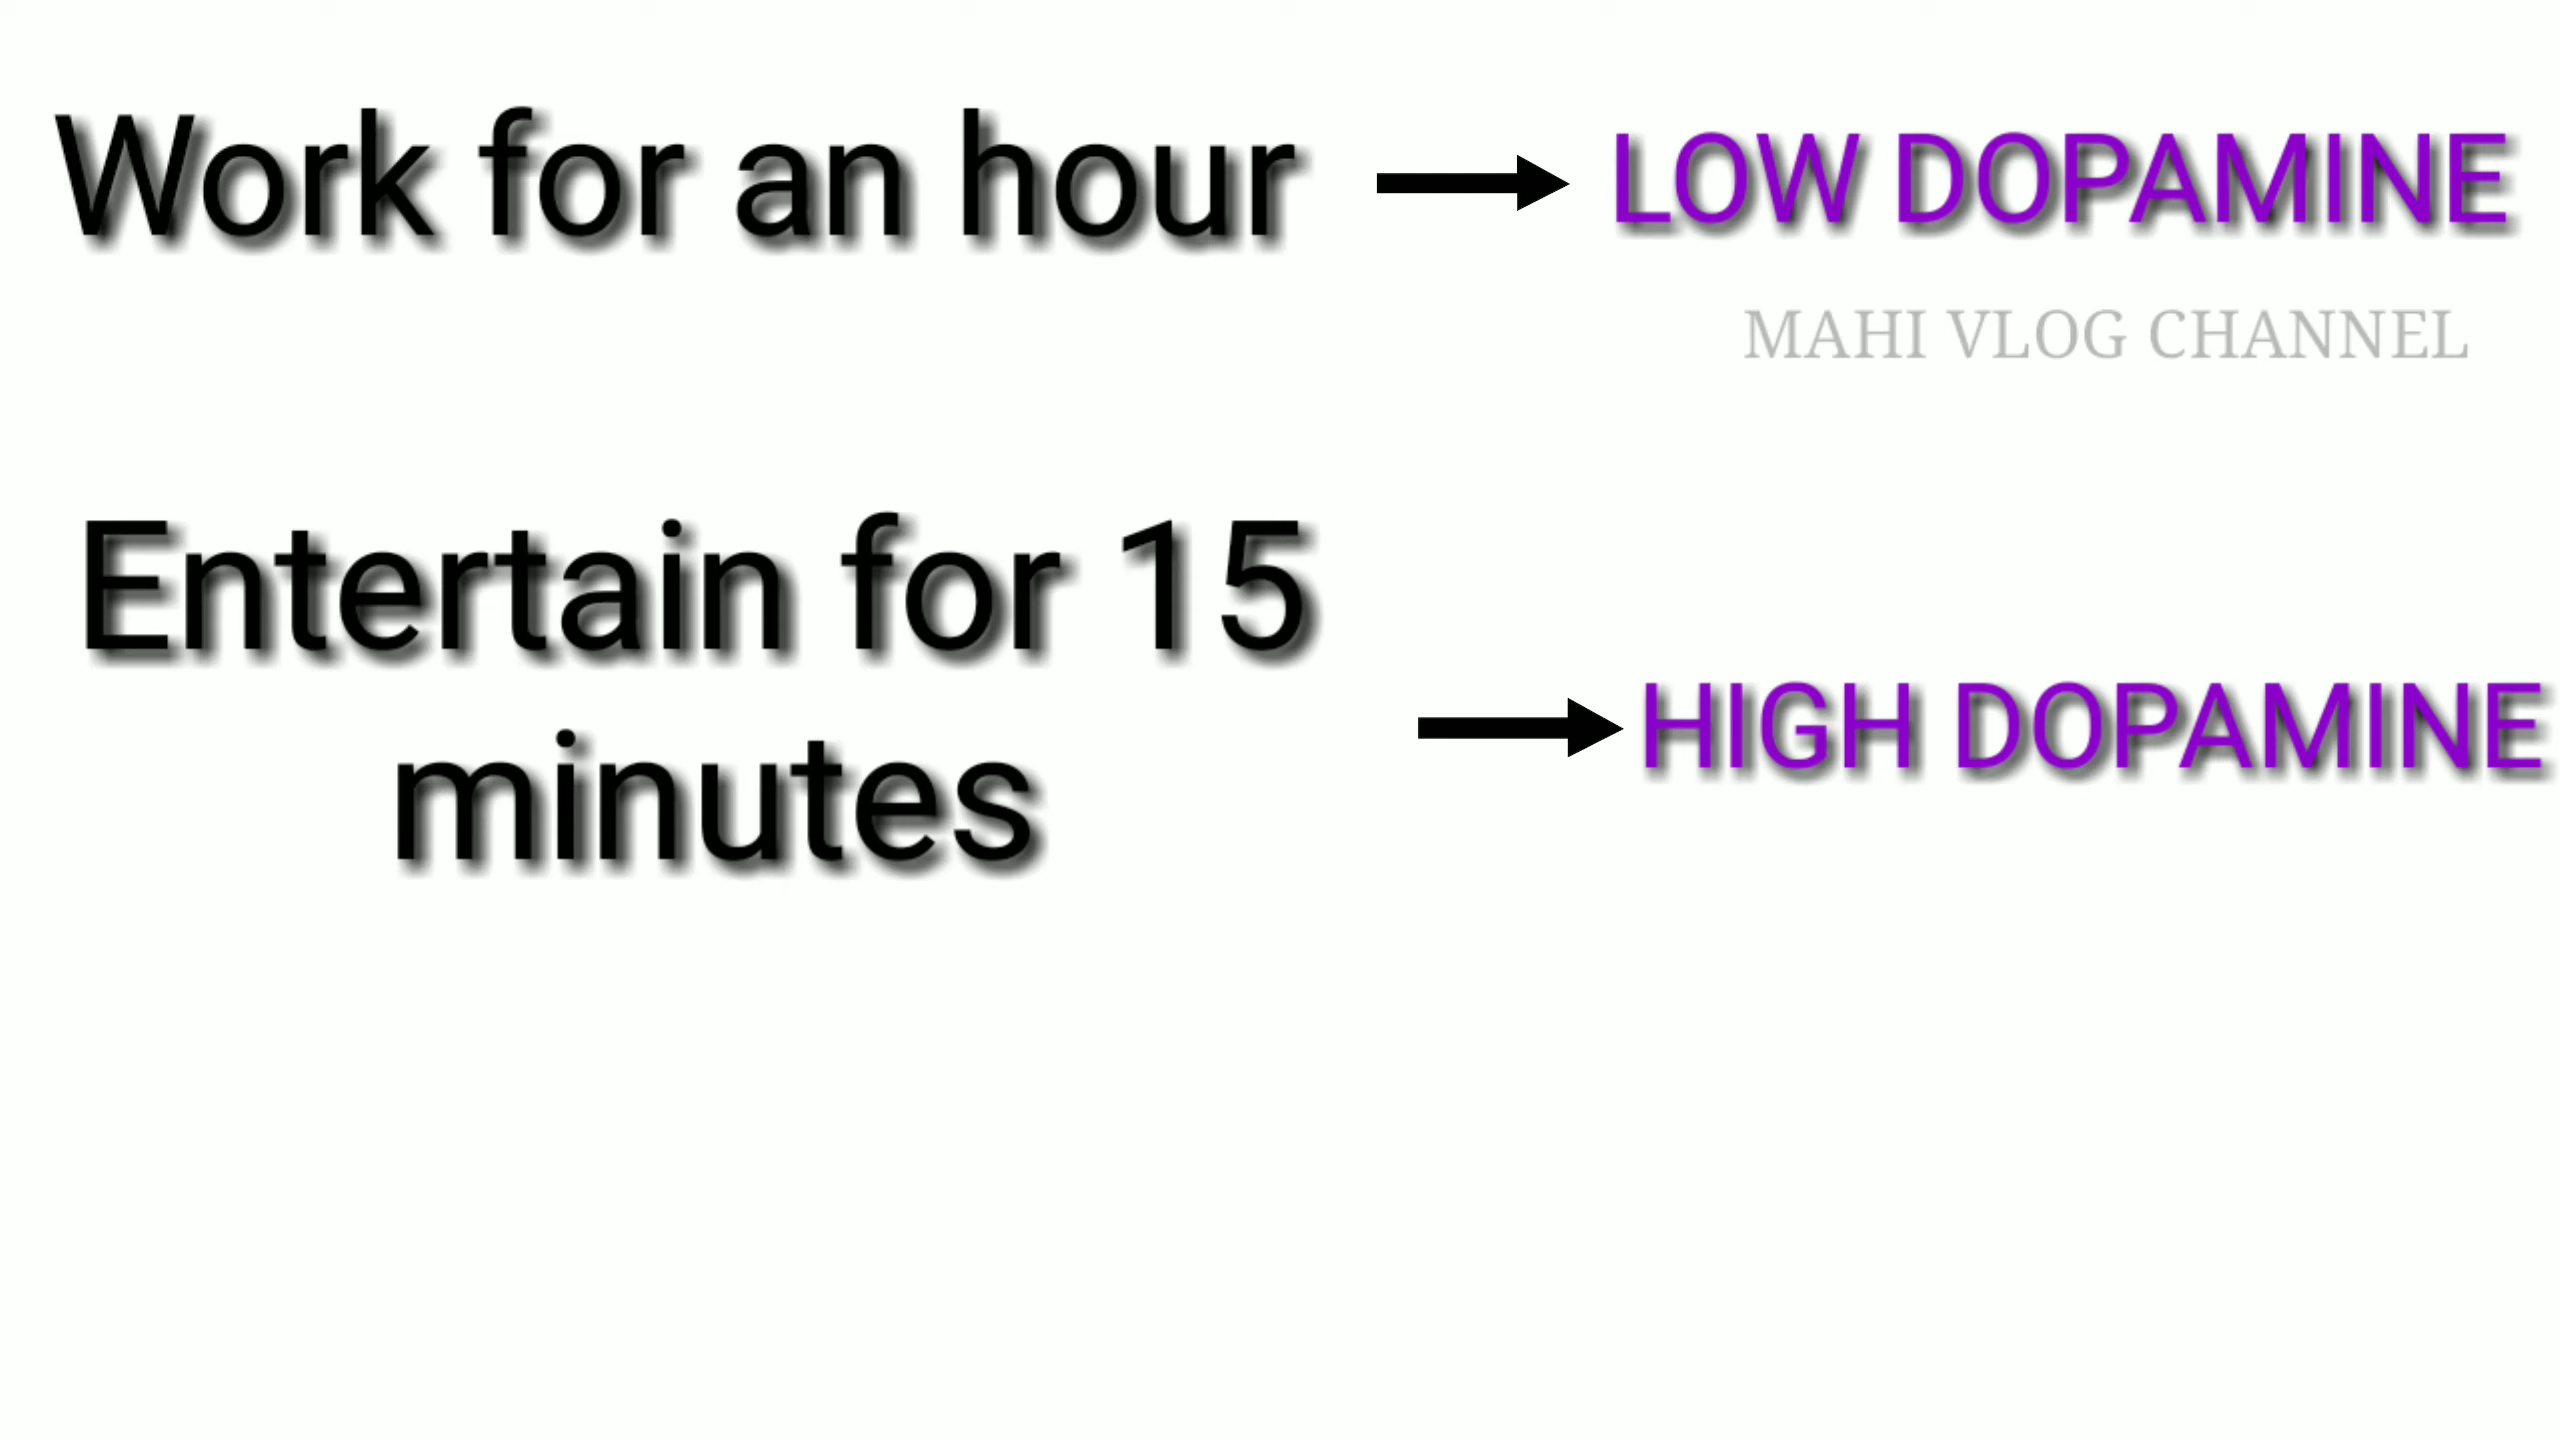 Work for an hour → LOW DOPAMINE
MAHI VLOG CHANNEL
Entertain for 15
minutes → HIGH DOPAMINE